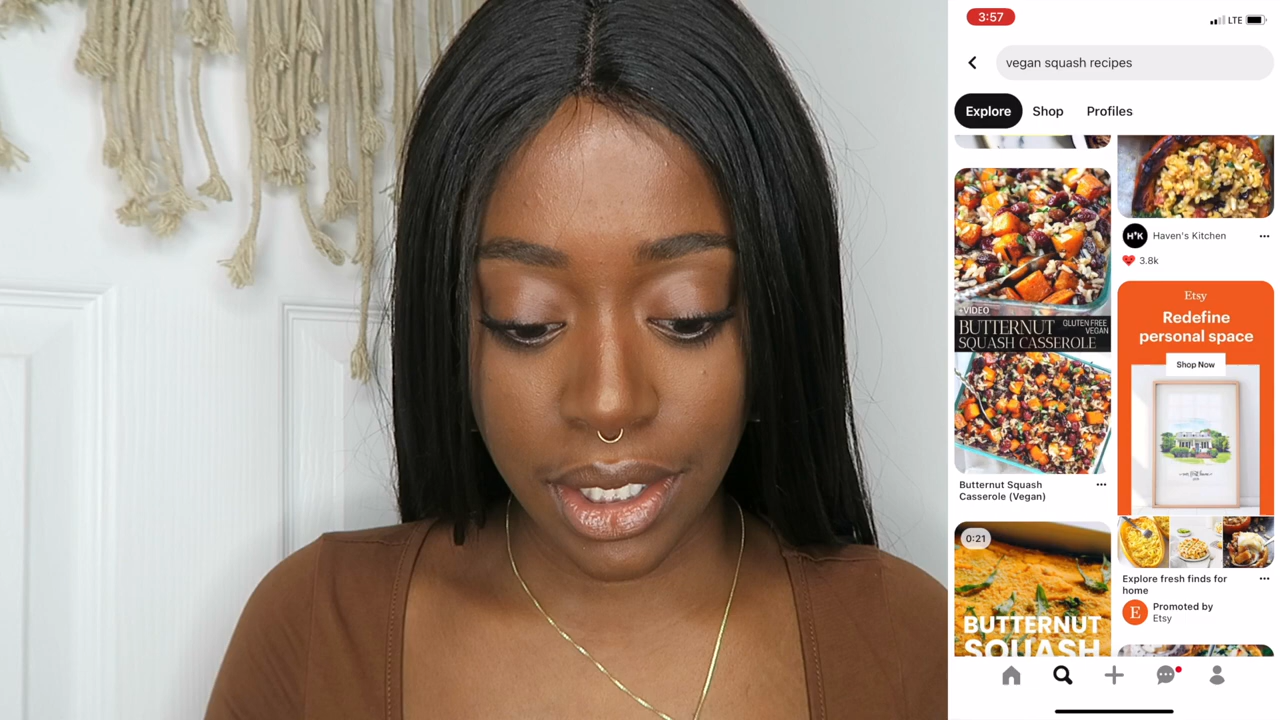 3:57
LTE
vegan squash recipes
Explore
Shop
Profiles
VIDEO
BUTTERNUT
SQUASH CASSEROLE
GLUTEN FREE
VEGAN
Butternut Squash
Casserole (Vegan)
0:21
BUTTERNUT
SQUASH
Haven's Kitchen
3.8k
Etsy
Redefine
personal space
Shop Now
Explore fresh finds for
home
E
Promoted by
Etsy